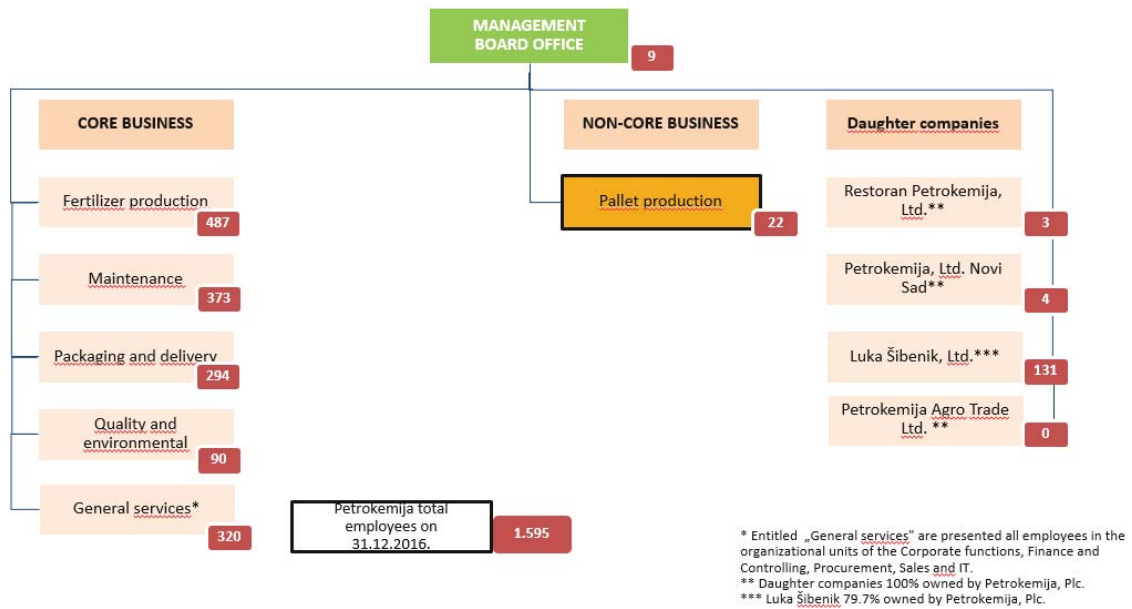 MANAGEMENT
BOARD OFFICE
9
CORE BUSINESS
NON-CORE BUSINESS
Daughter companies
Fertilizer production
487
Pallet production
22
Restoran Petrokemija,
Ltd.**
3
Maintenance
373
Petrokemija, Ltd. Novi
Sad**
4
Packaging and delivery
294
Luka Šibenik, Ltd.***
131
Quality and
environmental
90
Petrokemija Agro Trade
Ltd. **
0
General services*
320
Petrokemija total
employees on
31.12.2016.
1.595
* Entitled „General services" are presented all employees in the
organizational units of the Corporate functions, Finance and
Controlling, Procurement, Sales and IT.
** Daughter companies 100% owned by Petrokemija, Plc.
*** Luka Šibenik 79.7% owned by Petrokemija, Plc.